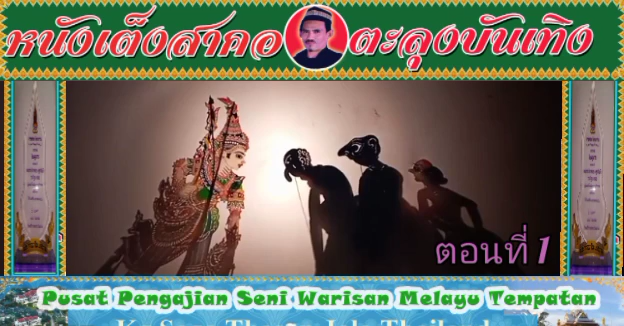 หนังเต็งสาคอ ตะลุงบันเทิง
ตอนที่ 1
Pusat Pengajian Seni Warisan Melayu Tempatan